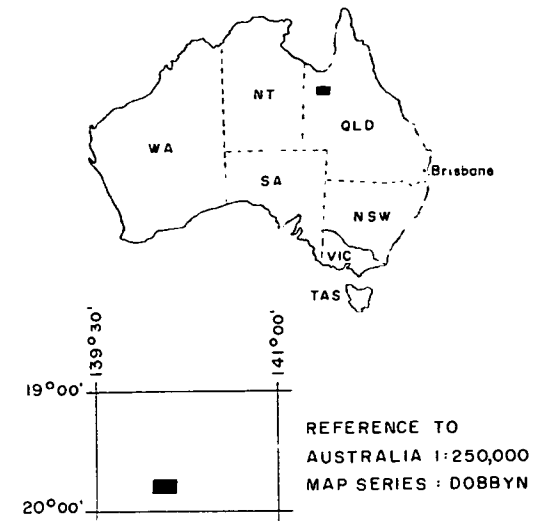 NT
QLD
WA
Brisbane
SA
NSW
VIC
TAS
139°30'
141°00'
19°00'
20°00'
REFERENCE TO
AUSTRALIA 1:250,000
MAP SERIES : DOBBYN